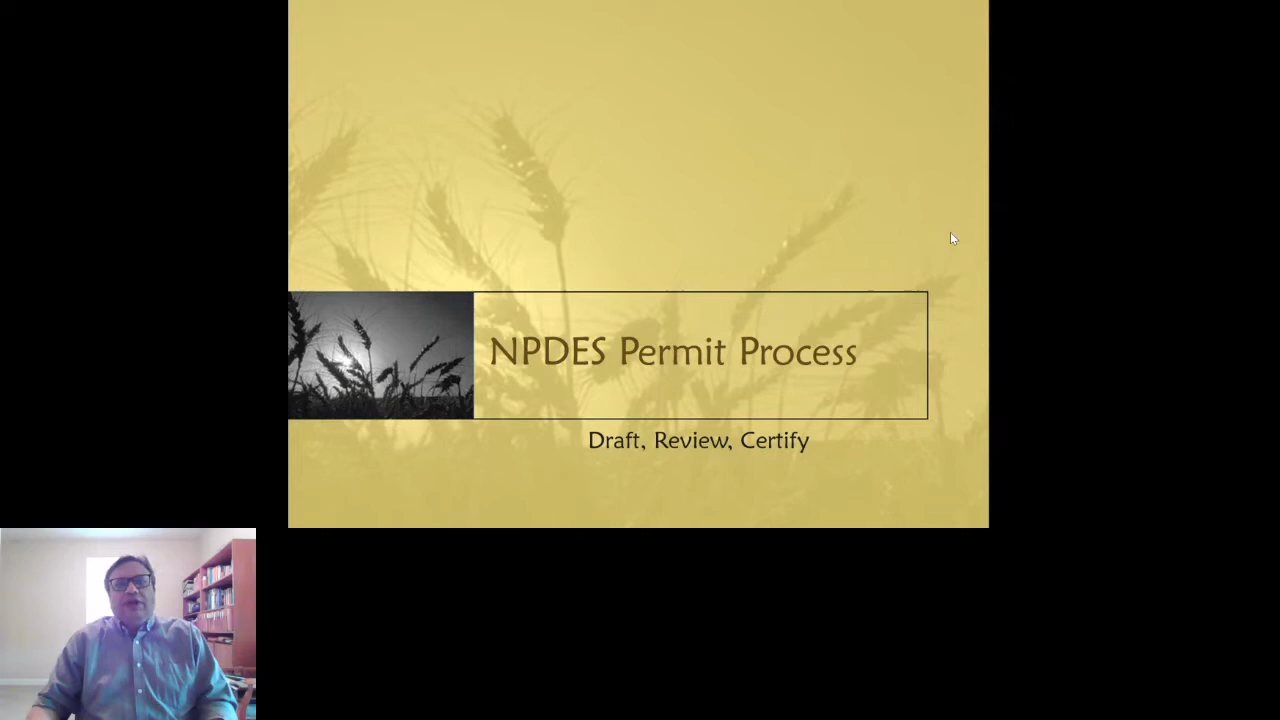 NPDES Permit Process
Draft, Review, Certify